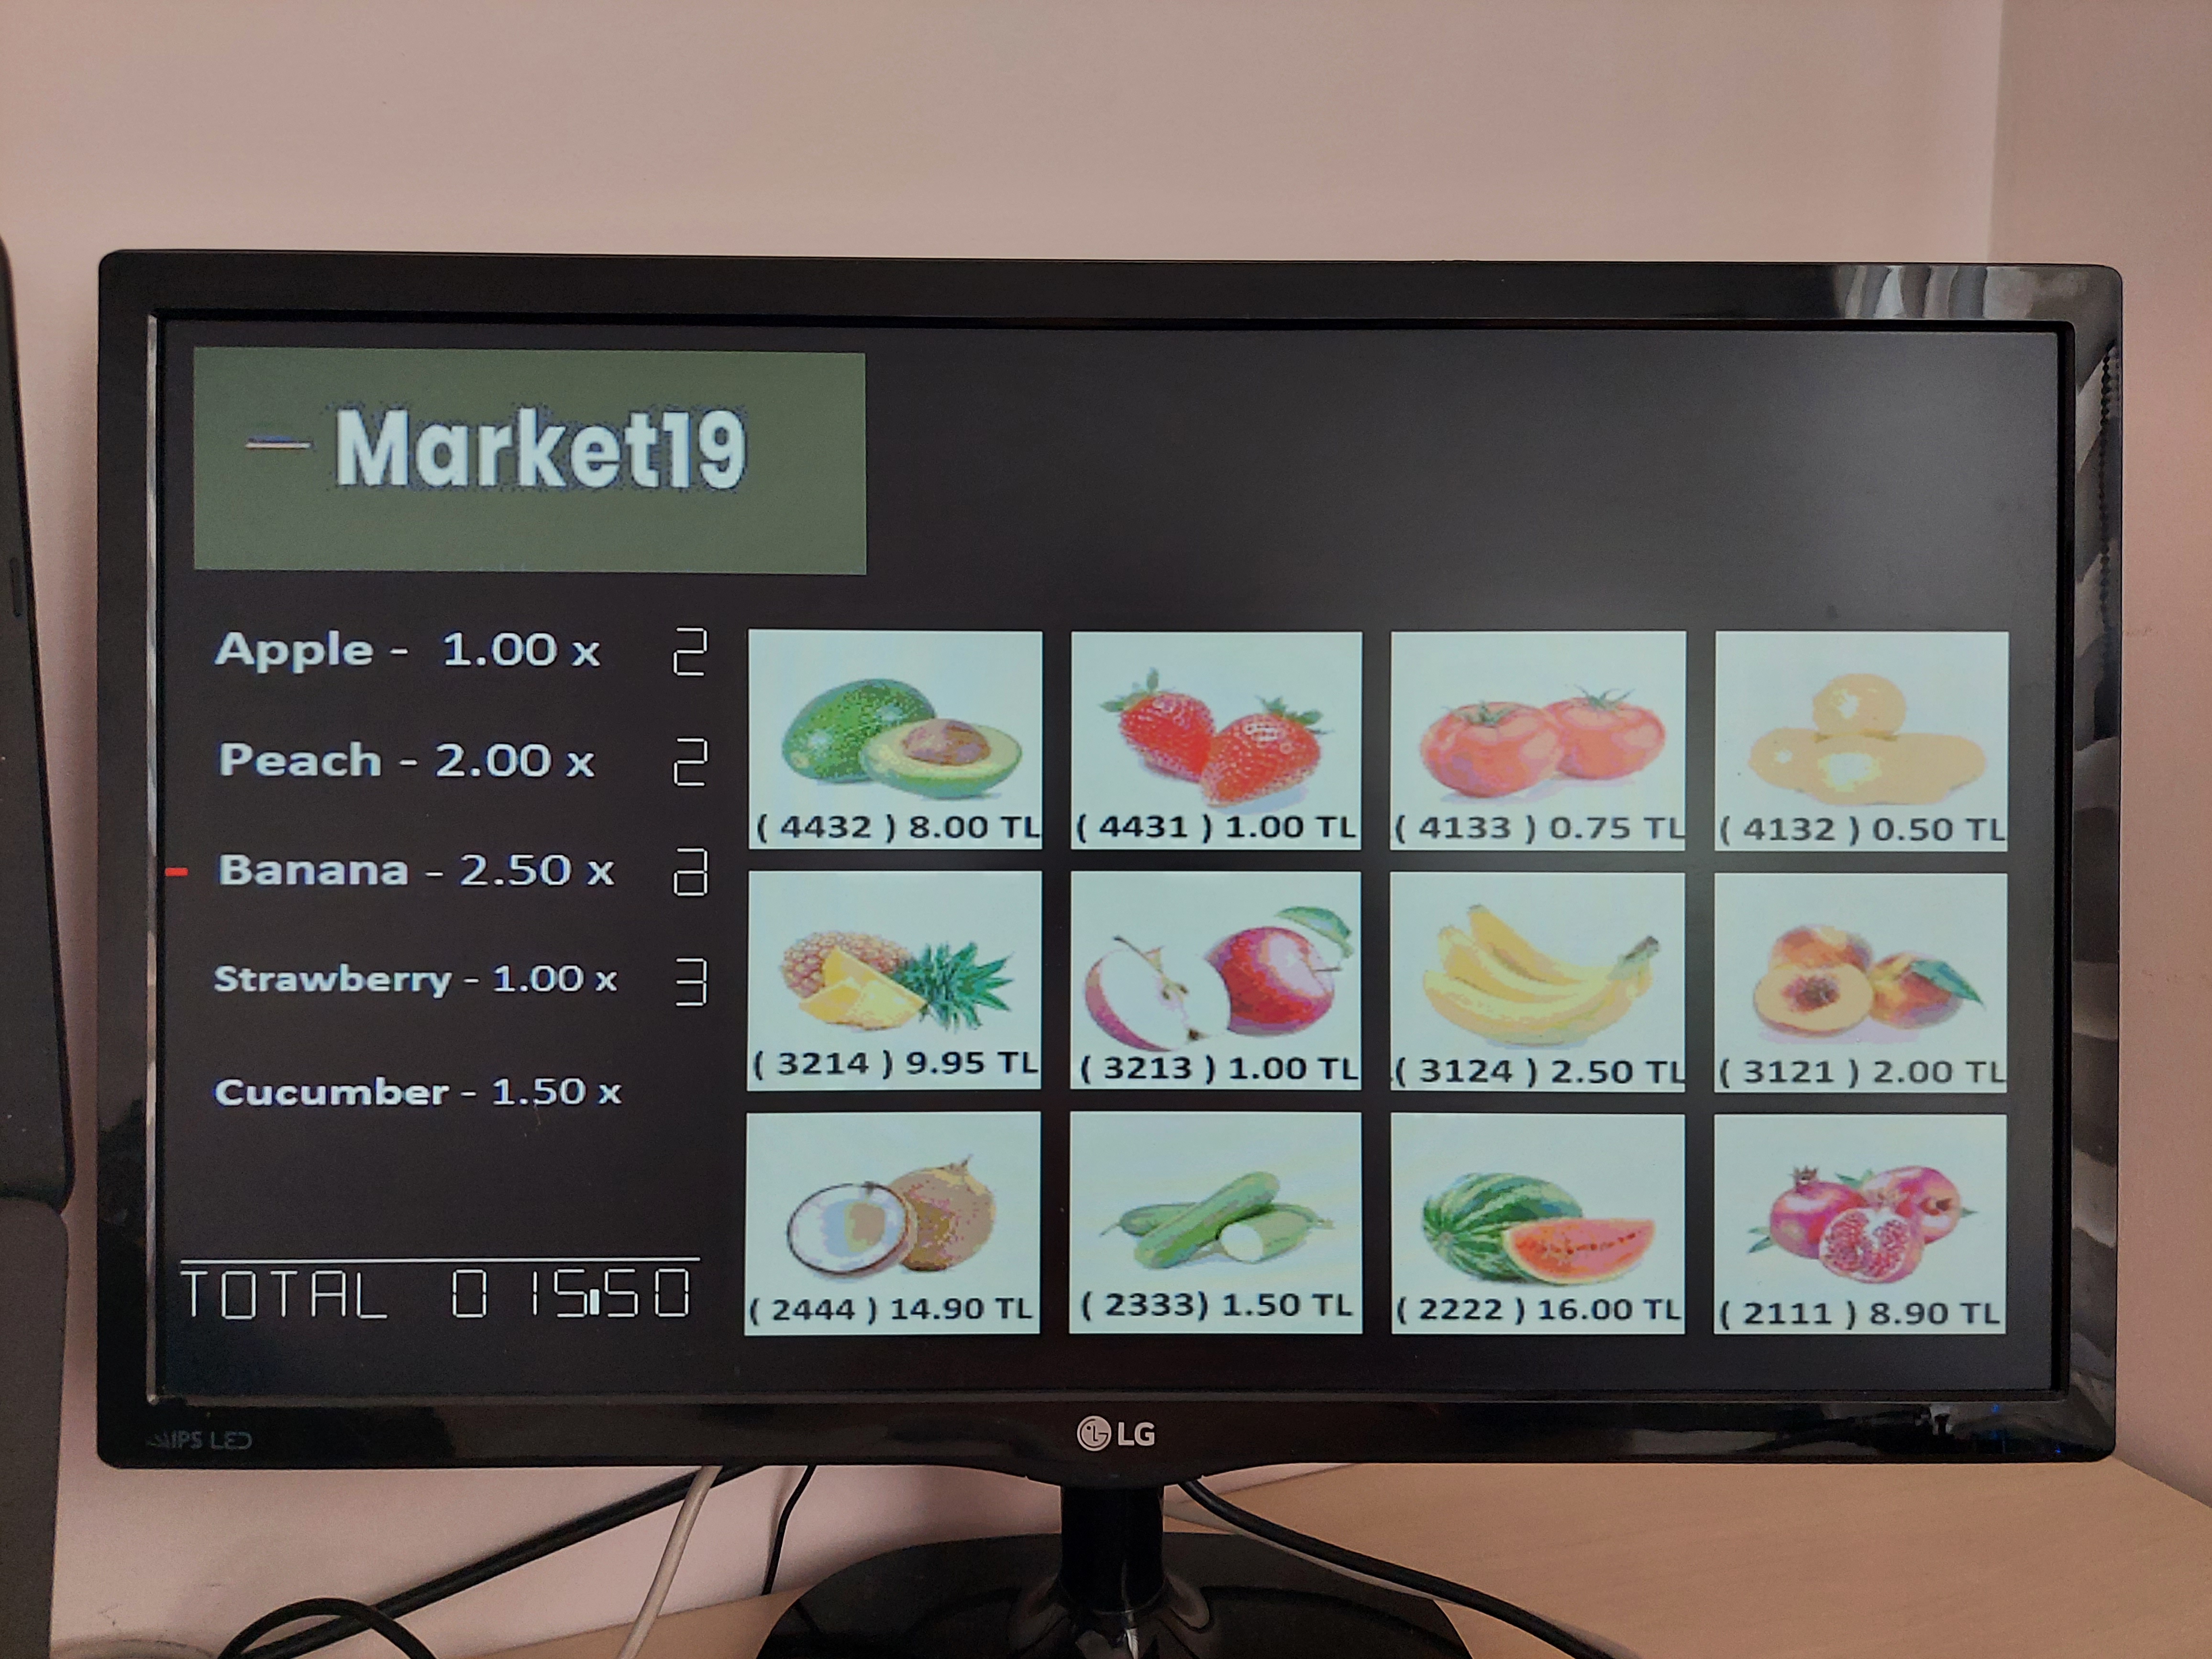 Market19
Apple - 1.00 x 2
Peach - 2.00 x 2
Banana - 2.50 x
Strawberry - 1.00 x 3
Cucumber - 1.50 x
TOTAL 015.50
( 4432 ) 8.00 TL
( 4431 ) 1.00 TL
( 4133 ) 0.75 TL
( 4132 ) 0.50 TL
( 3214 ) 9.95 TL
( 3213 ) 1.00 TL
( 3124 ) 2.50 TL
( 3121 ) 2.00 TL
( 2444 ) 14.90 TL
( 2333) 1.50 TL
( 2222 ) 16.00 TL
( 2111 ) 8.90 TL
IPS LED
LG